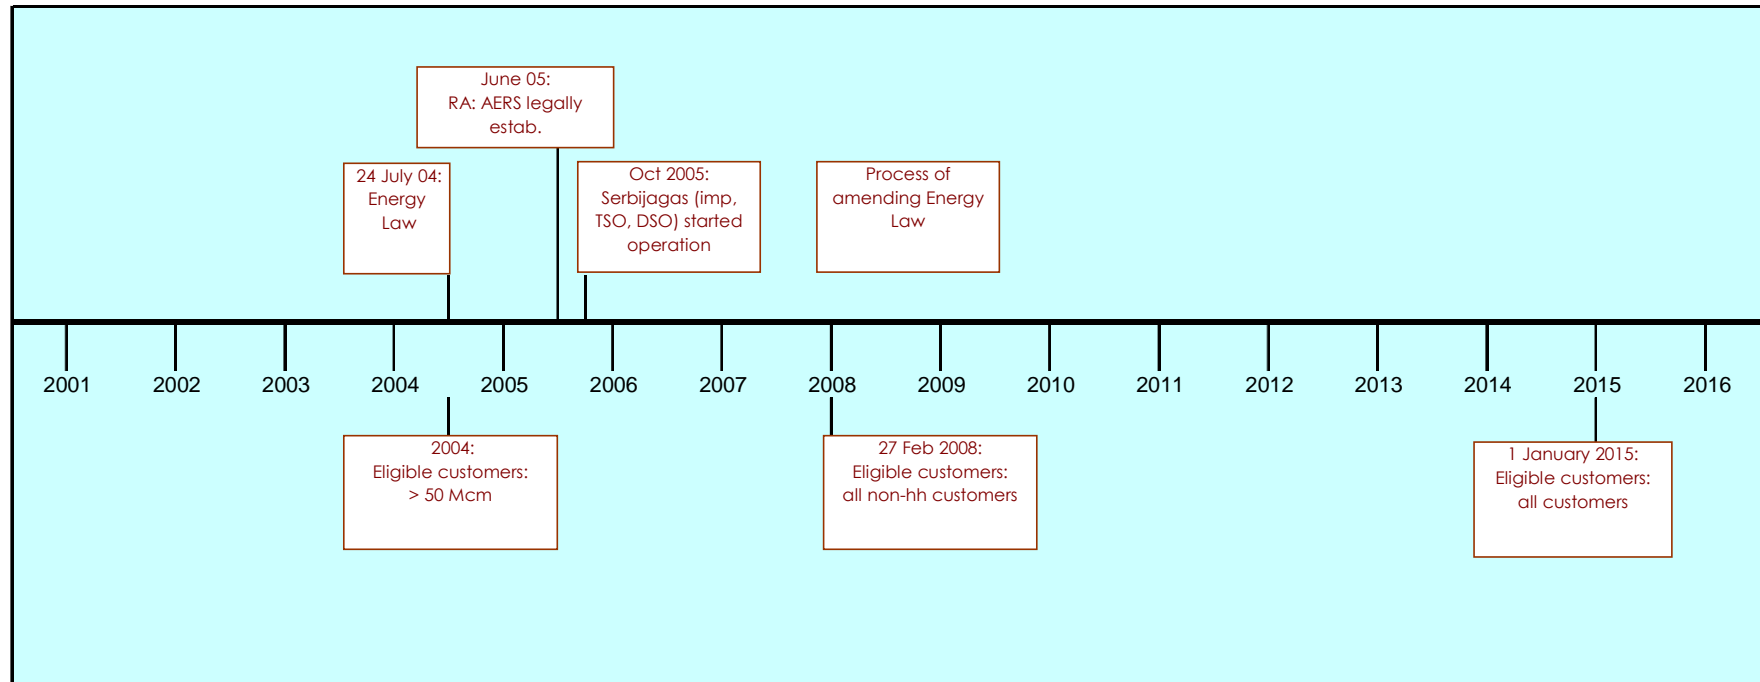 June 05:
RA: AERS legally
estab.
24 July 04:
Energy
Law
Oct 2005:
Serbijagas (imp,
TSO, DSO) started
operation
Process of
amending Energy
Law
2001 2002 2003 2004 2005 2006 2007 2008 2009 2010 2011 2012 2013 2014 2015 2016
2004:
Eligible customers:
> 50 Mcm
27 Feb 2008:
Eligible customers:
all non-hh customers
1 January 2015:
Eligible customers:
all customers